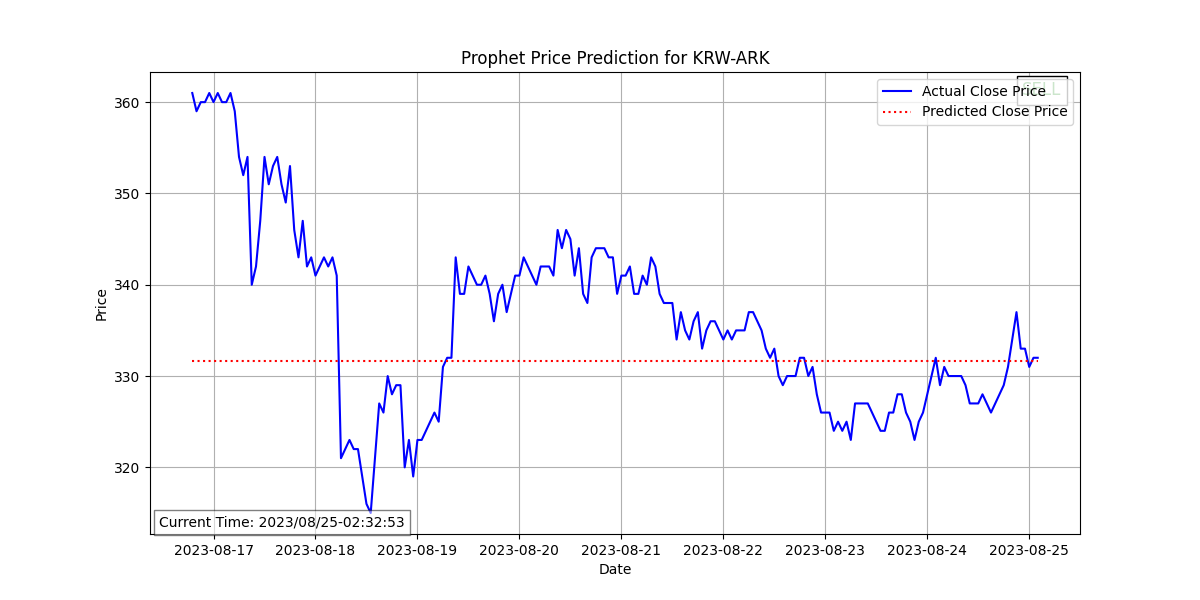 Prophet Price Prediction for KRW-ARK
SELL
Actual Close Price
Predicted Close Price
Price
360
350
340
330
320
Current Time: 2023/08/25-02:32:53
2023-08-17
2023-08-18
2023-08-19
2023-08-20
2023-08-21
2023-08-22
2023-08-23
2023-08-24
2023-08-25
Date